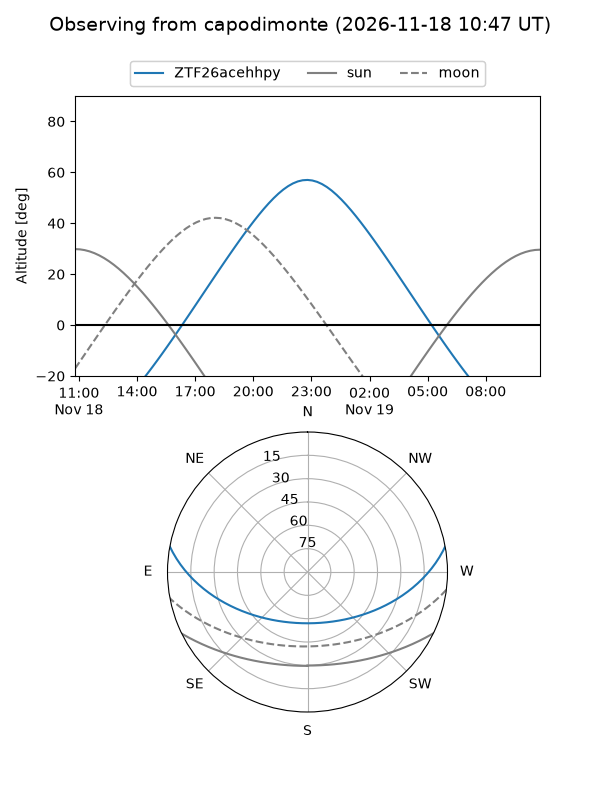 Observing from capodimonte (2026-11-18 10:47 UT)
ZTF26acehhpy sun moon
80
60
40
20
0
−20
Altitude [deg]
11:00 14:00 17:00 20:00 23:00 02:00 05:00 08:00
Nov 18 Nov 19
N
NE NW
15
30
45
60
75
E W
SE SW
S